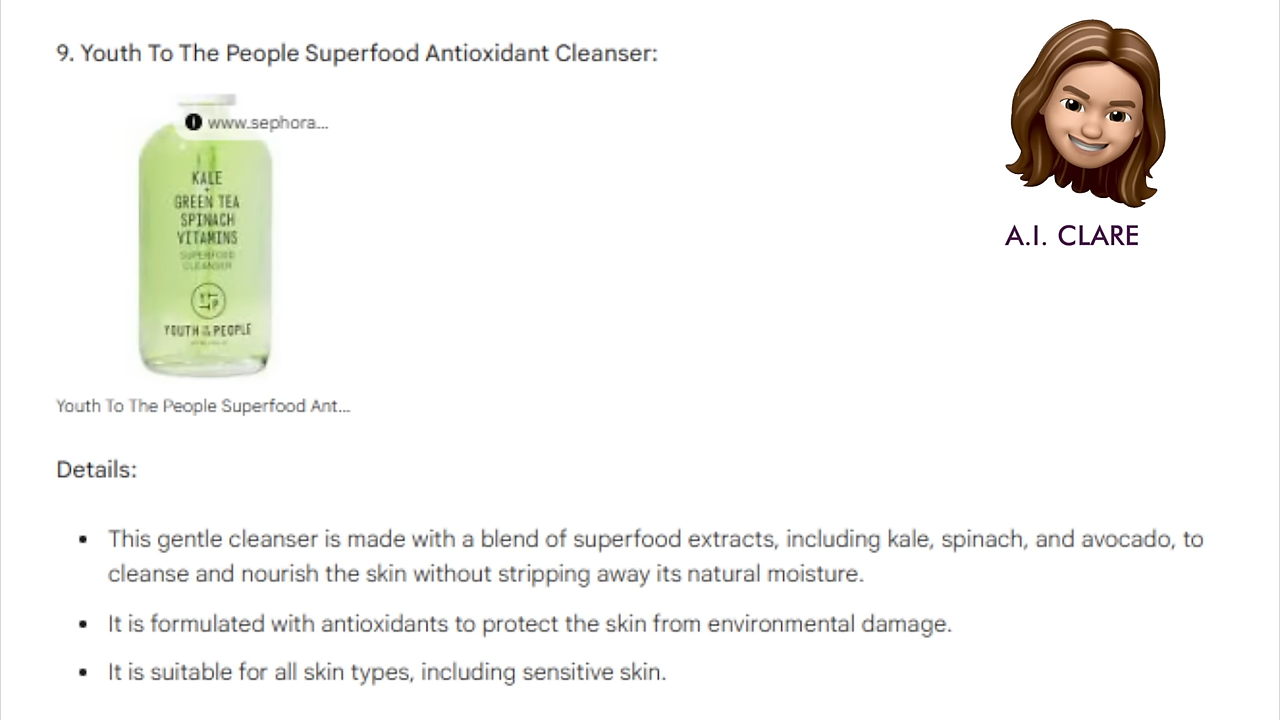 9. Youth To The People Superfood Antioxidant Cleanser:
www.sephora...
KALE
+
GREEN TEA
SPINACH
VITAMINS
SUPERFOOD
CLEANSER
YOUTH TO THE PEOPLE
Youth To The People Superfood Ant...
A.I. CLARE
Details:
• This gentle cleanser is made with a blend of superfood extracts, including kale, spinach, and avocado, to
cleanse and nourish the skin without stripping away its natural moisture.
• It is formulated with antioxidants to protect the skin from environmental damage.
• It is suitable for all skin types, including sensitive skin.